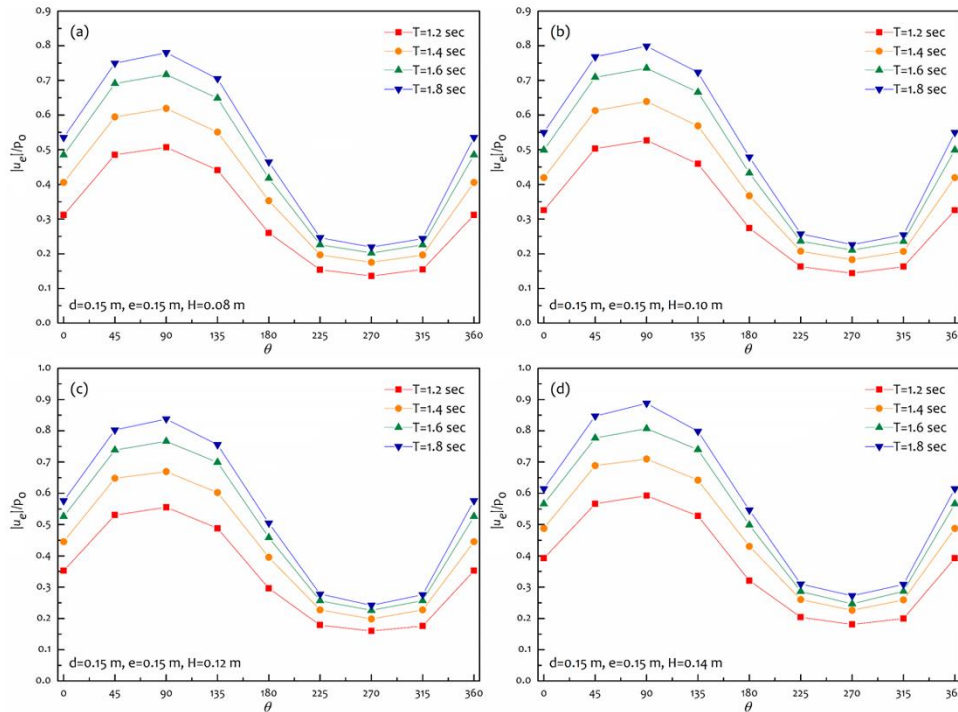 (a)
T=1.2 sec
T=1.4 sec
T=1.6 sec
T=1.8 sec
|uₑ|/p₀
0.9
0.8
0.7
0.6
0.5
0.4
0.3
0.2
0.1
0.0
d=0.15 m, e=0.15 m, H=0.08 m
0 45 90 135 180 225 270 315 360
θ
(b)
T=1.2 sec
T=1.4 sec
T=1.6 sec
T=1.8 sec
|uₑ|/p₀
0.9
0.8
0.7
0.6
0.5
0.4
0.3
0.2
0.1
0.0
d=0.15 m, e=0.15 m, H=0.10 m
0 45 90 135 180 225 270 315 360
θ
(c)
T=1.2 sec
T=1.4 sec
T=1.6 sec
T=1.8 sec
|uₑ|/p₀
1.0
0.9
0.8
0.7
0.6
0.5
0.4
0.3
0.2
0.1
0.0
d=0.15 m, e=0.15 m, H=0.12 m
0 45 90 135 180 225 270 315 360
θ
(d)
T=1.2 sec
T=1.4 sec
T=1.6 sec
T=1.8 sec
|uₑ|/p₀
1.0
0.9
0.8
0.7
0.6
0.5
0.4
0.3
0.2
0.1
0.0
d=0.15 m, e=0.15 m, H=0.14 m
0 45 90 135 180 225 270 315 360
θ